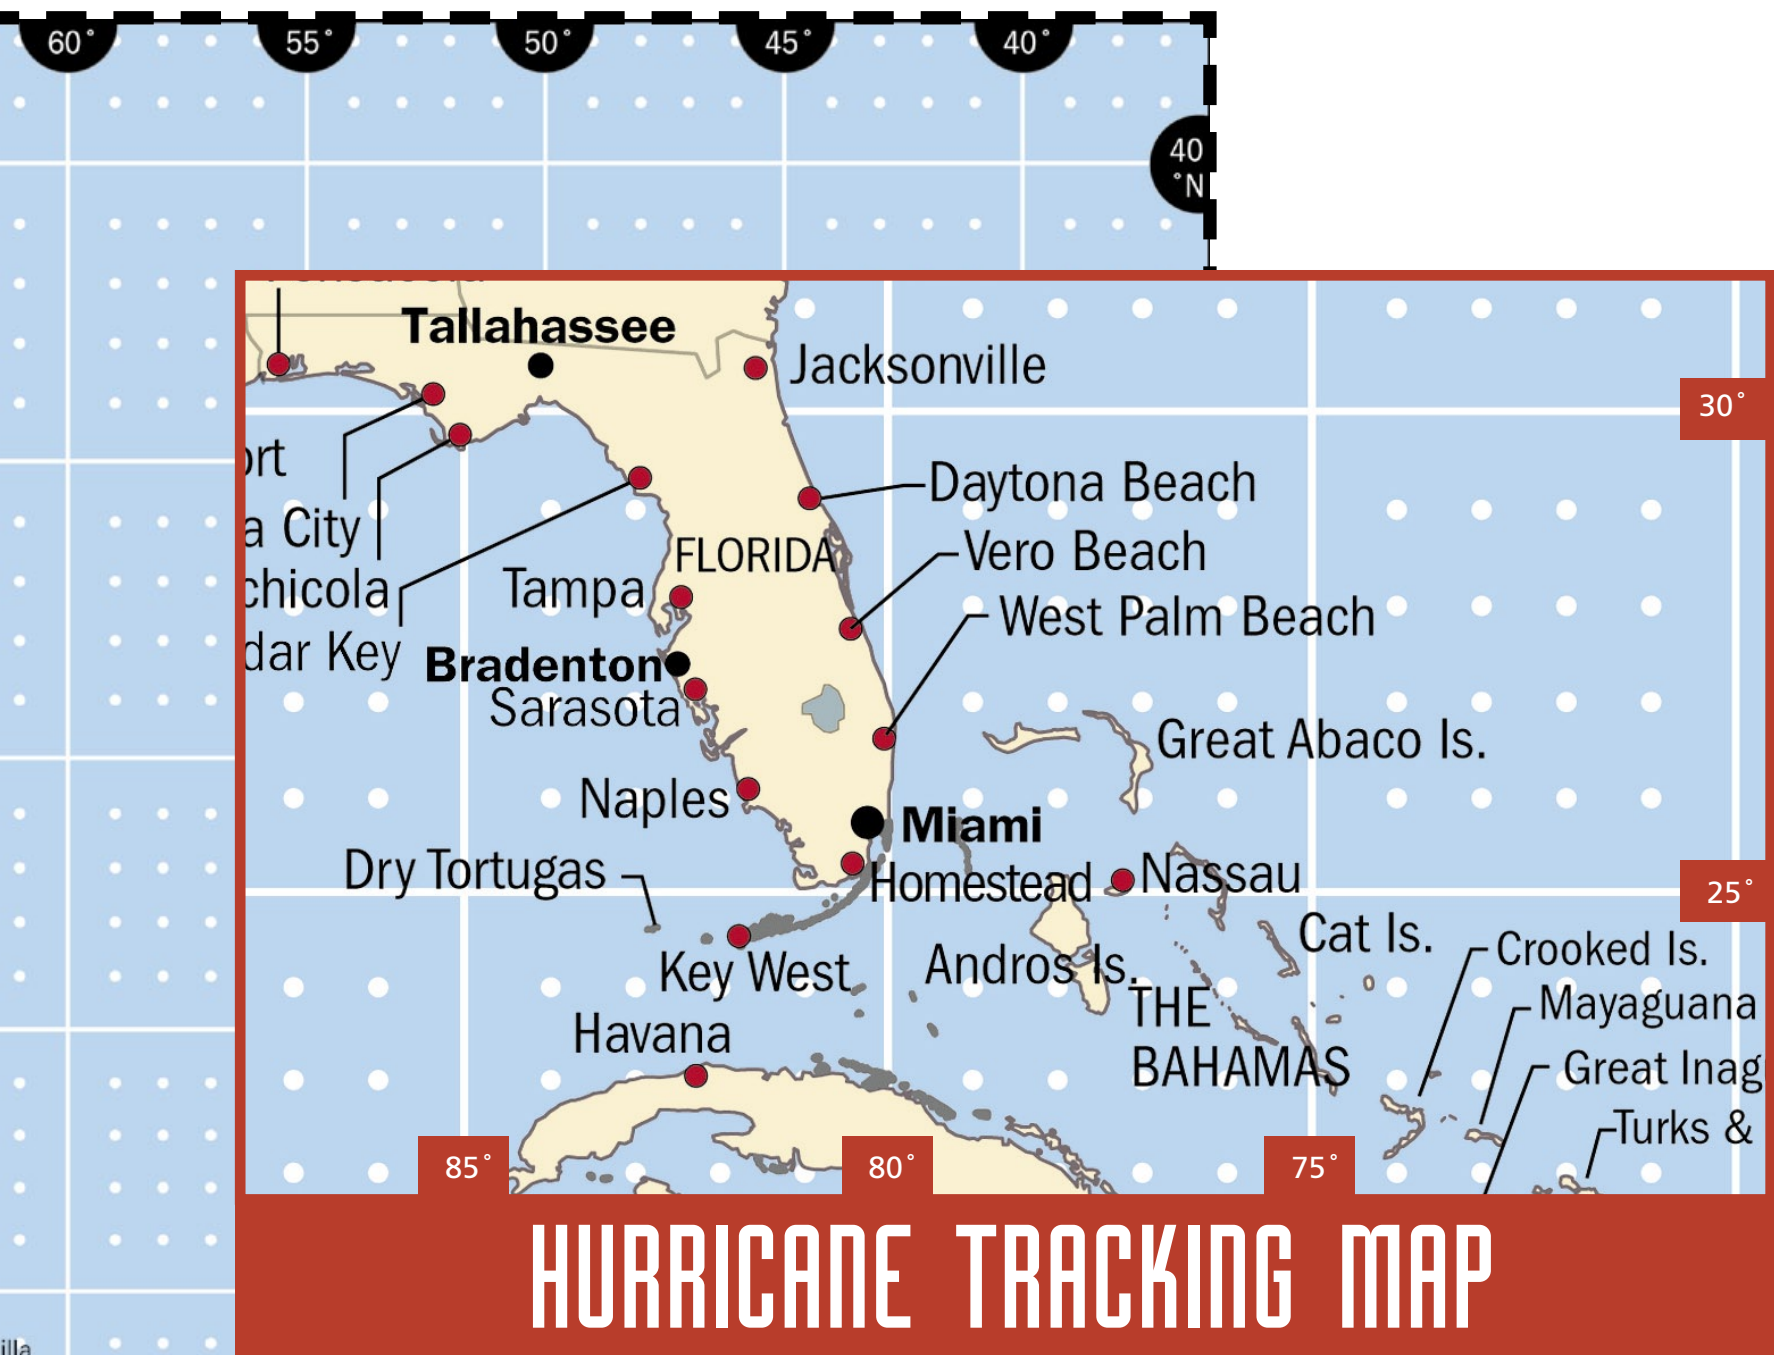 60°
55°
50°
45°
40°
40
°N
Tallahassee
Jacksonville
30°
ort
Daytona Beach
a City
Vero Beach
FLORIDA
chicola
Tampa
West Palm Beach
dar Key
Bradenton
Sarasota
Great Abaco Is.
Naples
Miami
Dry Tortugas
Homestead
Nassau
25°
Cat Is.
Crooked Is.
Key West
Andros Is.
Mayaguana
THE
BAHAMAS
Havana
Great Inag
Turks &
85°
80°
75°
HURRICANE TRACKING MAP
illa